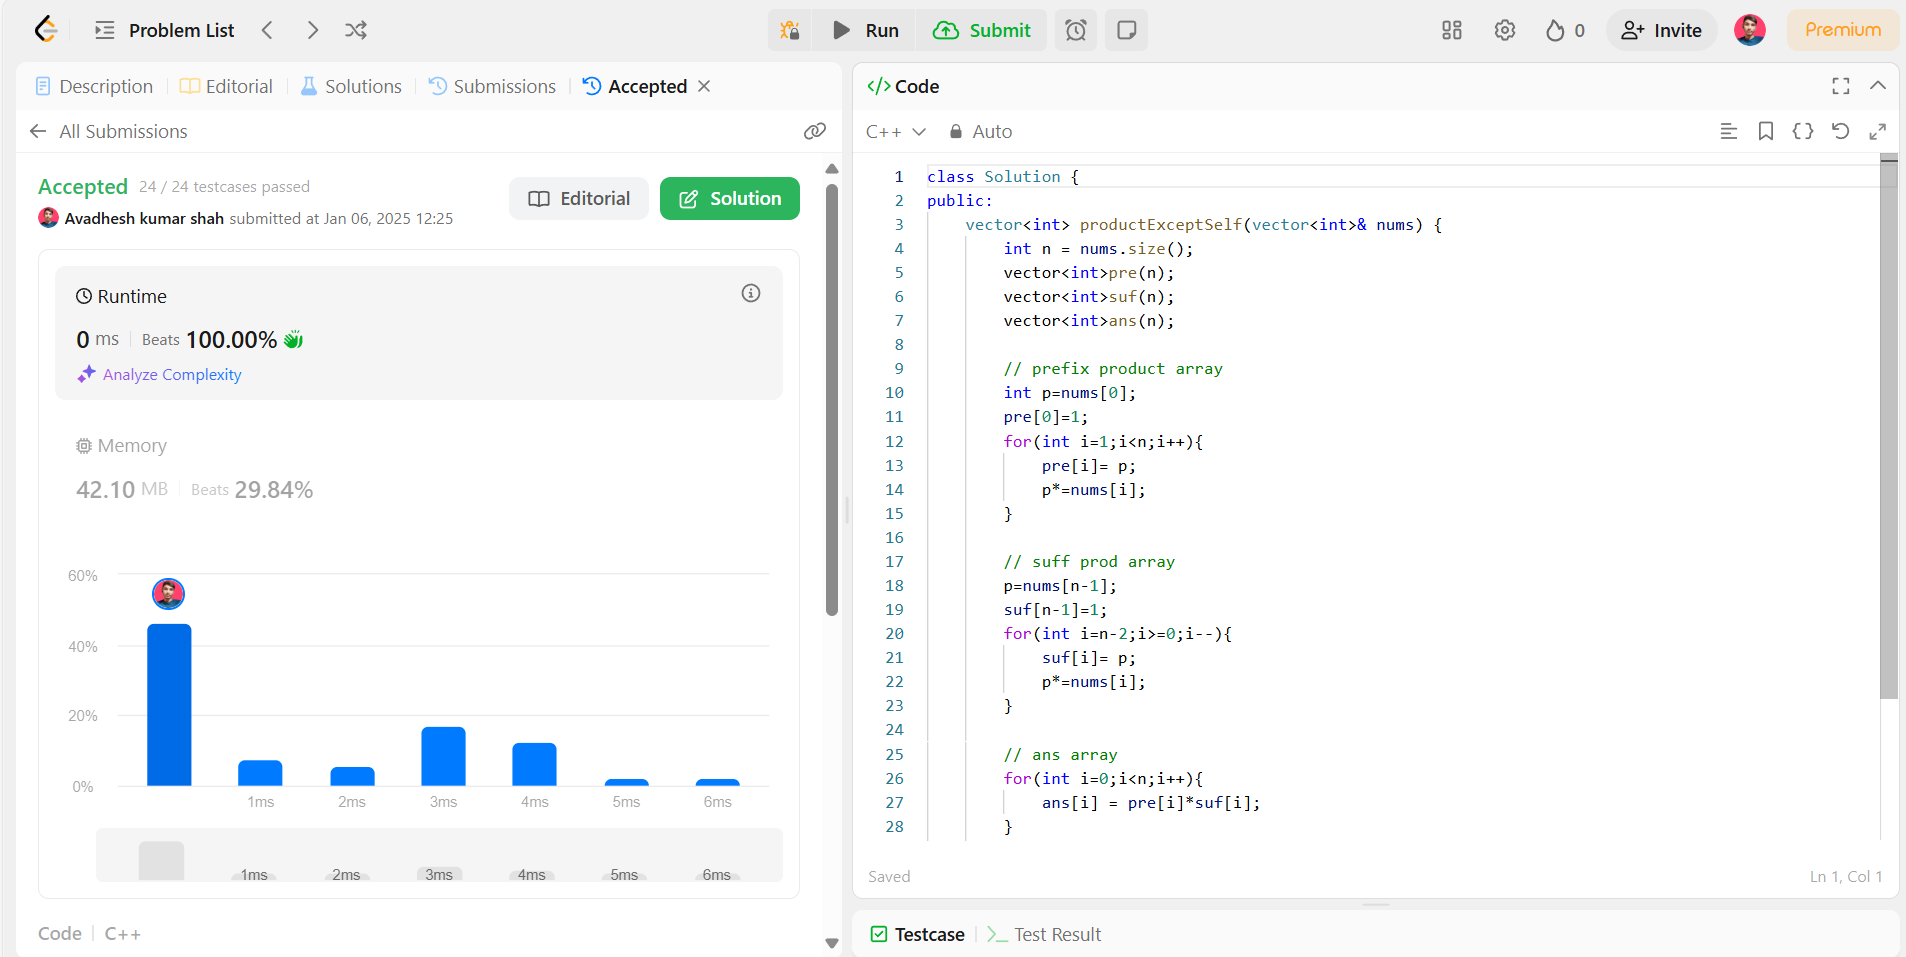 Problem List
Run
Submit
0
Invite
Premium
Description
Editorial
Solutions
Submissions
Accepted
All Submissions
Accepted 24 / 24 testcases passed
Avadhesh kumar shah submitted at Jan 06, 2025 12:25
Editorial
Solution
Runtime
0 ms Beats 100.00%
Analyze Complexity
Memory
42.10 MB Beats 29.84%
60%
40%
20%
0%
1ms 2ms 3ms 4ms 5ms 6ms
1ms 2ms 3ms 4ms 5ms 6ms
Code C++
</> Code
C++ Auto
1 class Solution {
2 public:
3 vector<int> productExceptSelf(vector<int>& nums) {
4 int n = nums.size();
5 vector<int>pre(n);
6 vector<int>suf(n);
7 vector<int>ans(n);
8
9 // prefix product array
10 int p=nums[0];
11 pre[0]=1;
12 for(int i=1;i<n;i++){
13 pre[i]= p;
14 p*=nums[i];
15 }
16
17 // suff prod array
18 p=nums[n-1];
19 suf[n-1]=1;
20 for(int i=n-2;i>=0;i--){
21 suf[i]= p;
22 p*=nums[i];
23 }
24
25 // ans array
26 for(int i=0;i<n;i++){
27 ans[i] = pre[i]*suf[i];
28 }
Saved
Ln 1, Col 1
Testcase
Test Result